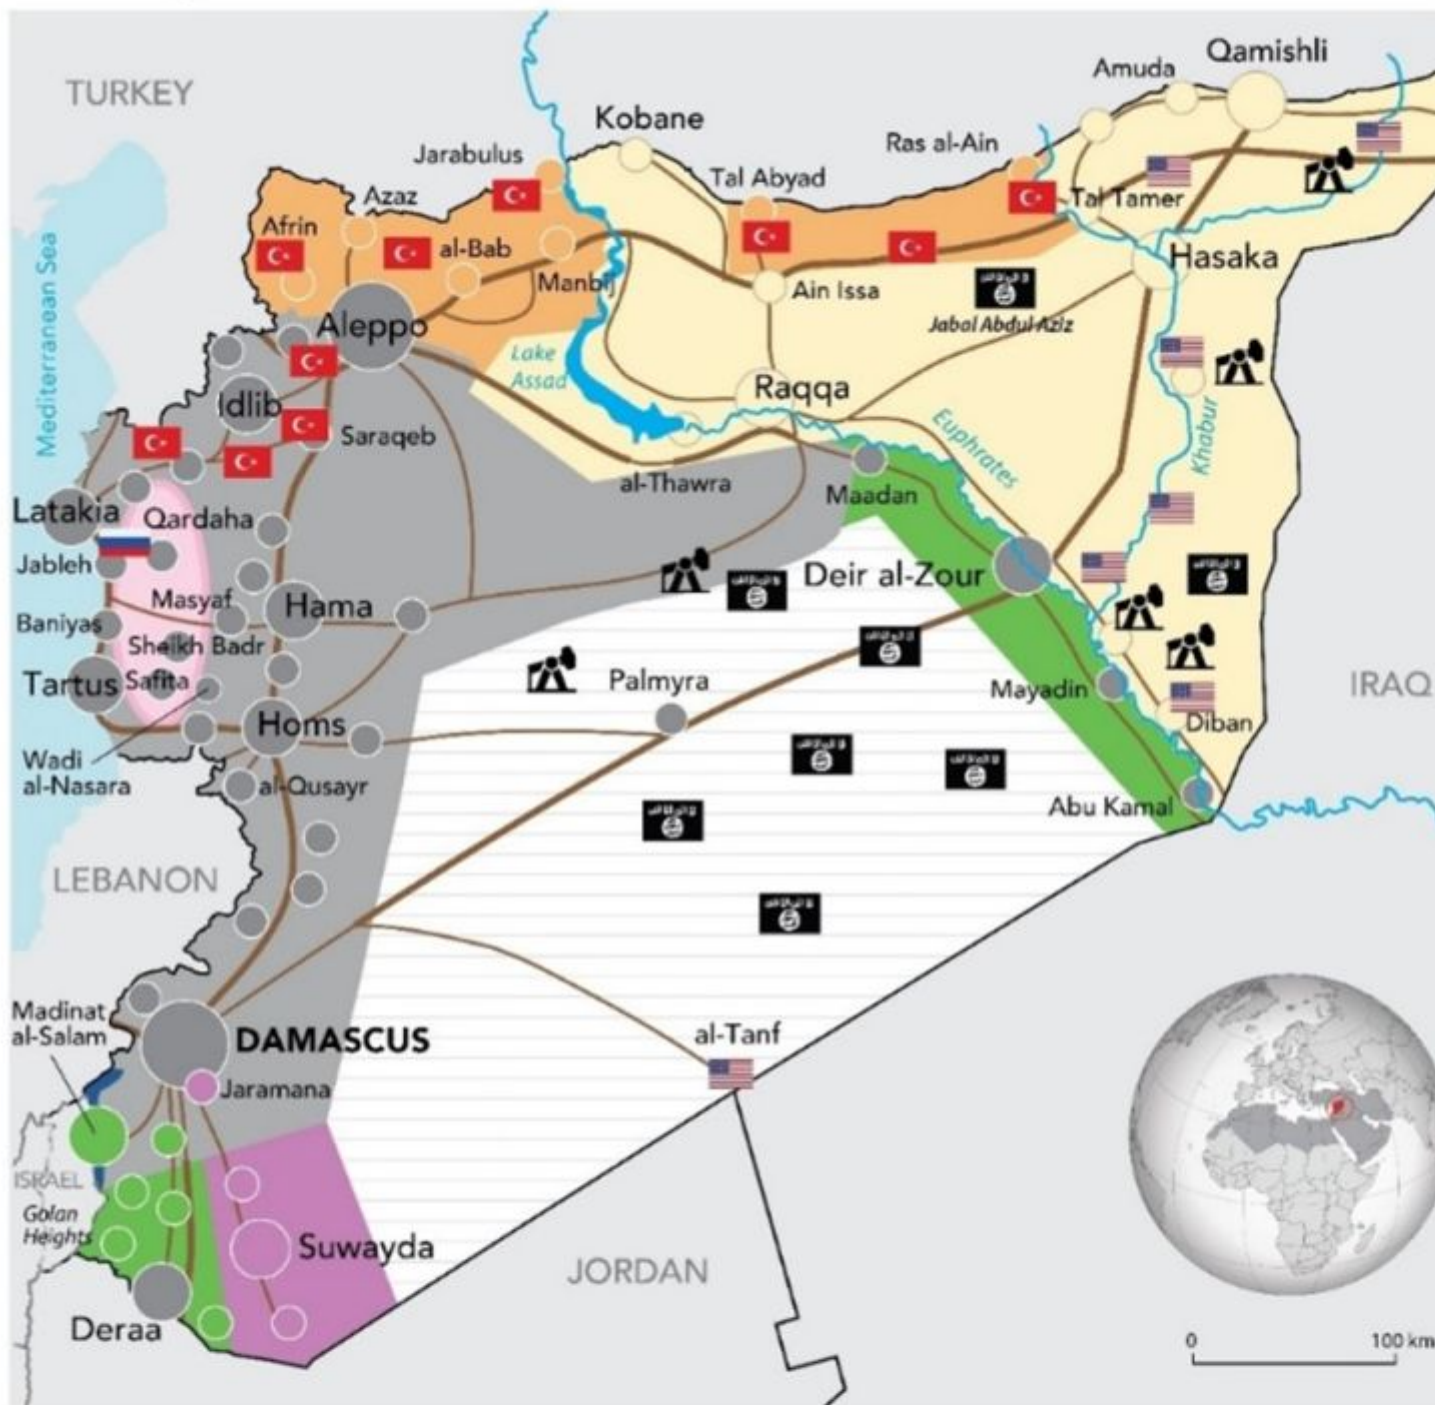 TURKEY
Mediterranean Sea
Qamishli
Amuda
Kobane
Jarabulus
Ras al-Ain
Tal Abyad
Azaz
Afrin
al-Bab
Manbij
Tal Tamer
Hasaka
Ain Issa
Jabal Abdul Aziz
Aleppo
Lake
Assad
Raqqa
Idlib
Saraqeb
Euphrates
Khabur
al-Thawra
Maadan
Latakia
Qardaha
Jableh
Deir al-Zour
Masyaf
Hama
Baniyas
Sheikh Badr
Tartus
Safita
Palmyra
Mayadin
IRAQ
Homs
Diban
Wadi
al-Nasara
al-Qusayr
Abu Kamal
LEBANON
Madinat
al-Salam
DAMASCUS
al-Tanf
Jaramana
ISRAEL
Golan
Heights
Suwayda
JORDAN
Deraa
0
100 km